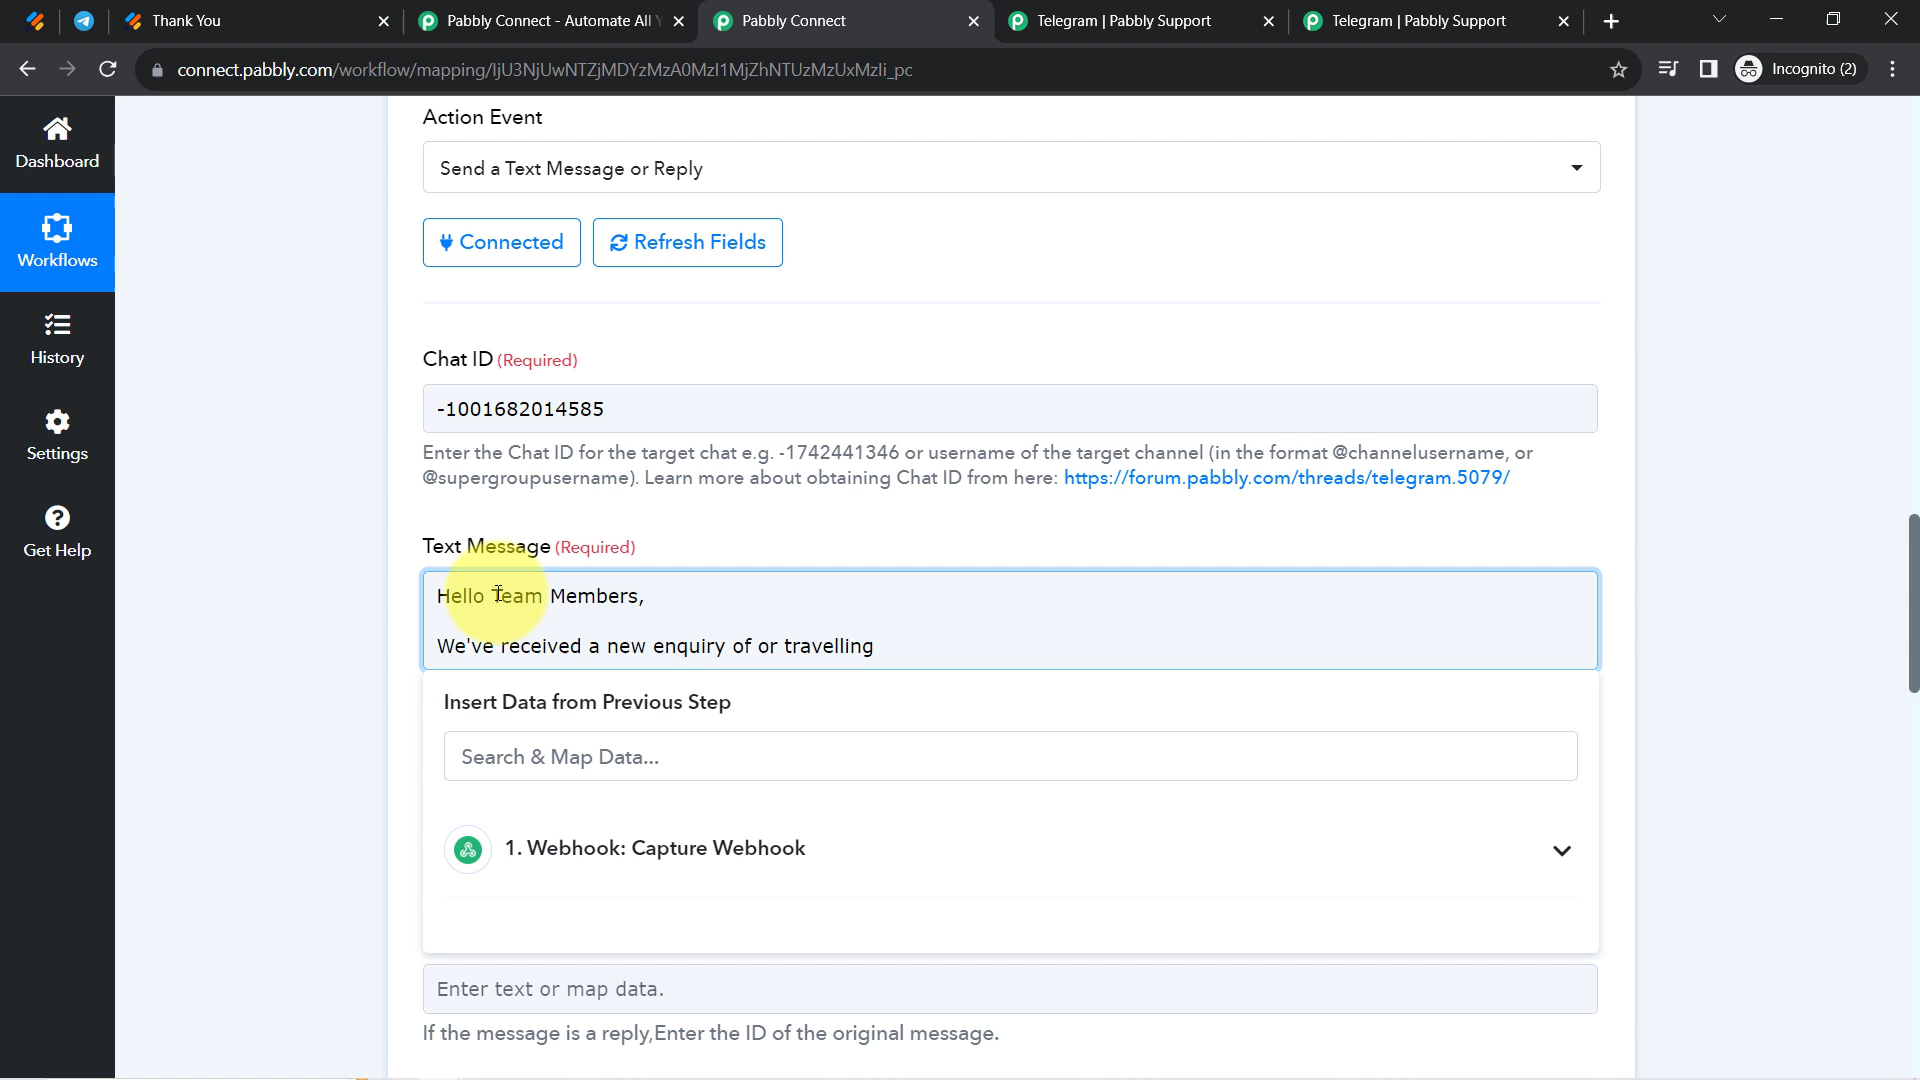 Thank You
Pabbly Connect - Automate All Y
Pabbly Connect
Telegram | Pabbly Support
Telegram | Pabbly Support
connect.pabbly.com/workflow/mapping/IjU3NjUwNTZjMDYzMzA0MzI1MjZhNTUzMzUxMzIi_pc
Incognito (2)
Dashboard
Workflows
History
Settings
Get Help
Action Event
Send a Text Message or Reply
Connected
Refresh Fields
Chat ID (Required)
-1001682014585
Enter the Chat ID for the target chat e.g. -1742441346 or username of the target channel (in the format @channelusername, or
@supergroupusername). Learn more about obtaining Chat ID from here: https://forum.pabbly.com/threads/telegram.5079/
Text Message (Required)
Hello Team Members,
We've received a new enquiry of or travelling
Insert Data from Previous Step
Search & Map Data...
1. Webhook: Capture Webhook
Enter text or map data.
If the message is a reply,Enter the ID of the original message.